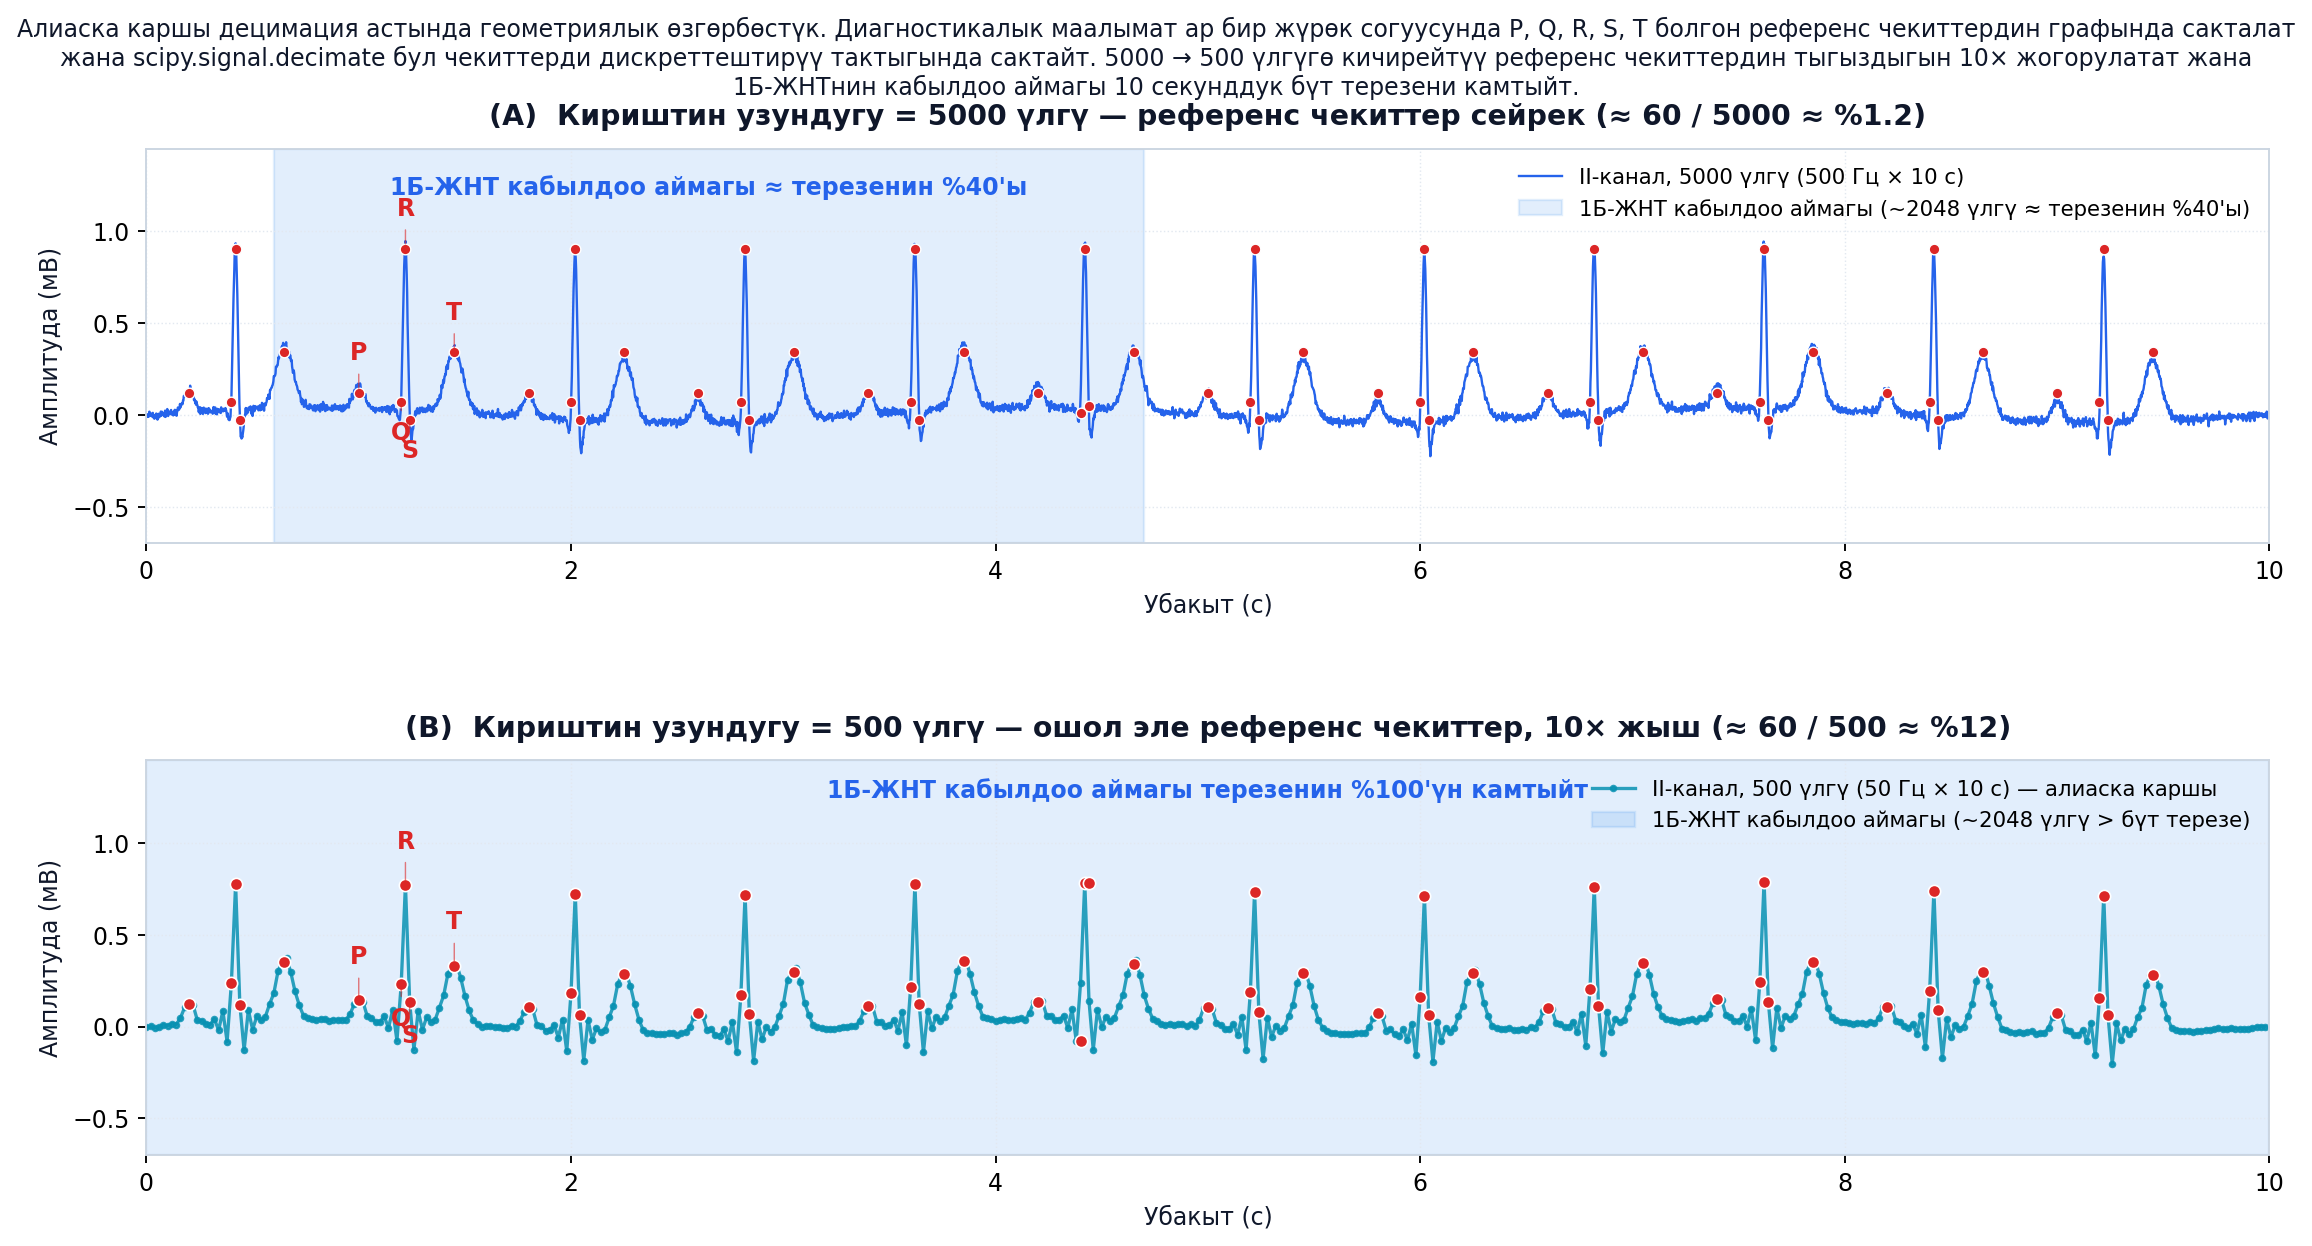 Алиаска каршы децимация астында геометриялык өзгөрбөстүк. Диагностикалык маалымат ар бир жүрөк согуусунда P, Q, R, S, T болгон референс чекиттердин графында сакталат
жана scipy.signal.decimate бул чекиттерди дискреттештирүү тактыгында сактайт. 5000 → 500 үлгүгө кичирейтүү референс чекиттердин тыгыздыгын 10× жогорулатат жана
1Б-ЖНТнин кабылдоо аймагы 10 секунддук бүт терезени камтыйт.
(A) Кириштин узундугу = 5000 үлгү — референс чекиттер сейрек (≈ 60 / 5000 ≈ %1.2)
1Б-ЖНТ кабылдоо аймагы ≈ терезенин %40'ы
II-канал, 5000 үлгү (500 Гц × 10 с)
1Б-ЖНТ кабылдоо аймагы (~2048 үлгү ≈ терезенин %40'ы)
R
T
P
Q
S
Амплитуда (мВ)
1.0
0.5
0.0
−0.5
0 2 4 6 8 10
Убакыт (с)
(B) Кириштин узундугу = 500 үлгү — ошол эле референс чекиттер, 10× жыш (≈ 60 / 500 ≈ %12)
1Б-ЖНТ кабылдоо аймагы терезенин %100'үн камтыйт
II-канал, 500 үлгү (50 Гц × 10 с) — алиаска каршы
1Б-ЖНТ кабылдоо аймагы (~2048 үлгү > бүт терезе)
R
T
P
Q
S
Амплитуда (мВ)
1.0
0.5
0.0
−0.5
0 2 4 6 8 10
Убакыт (с)